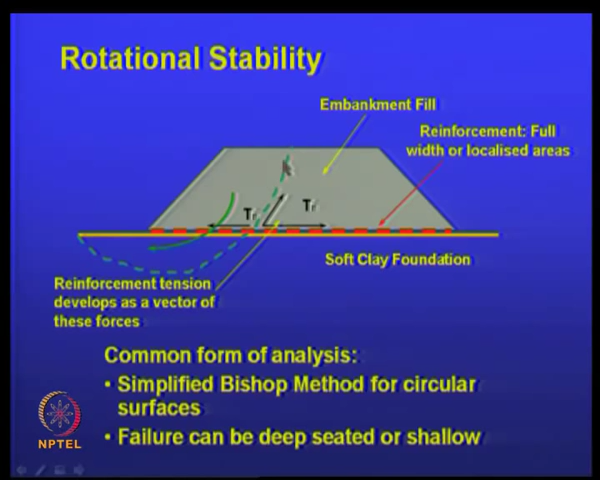 Rotational Stability
Embankment Fill
Reinforcement: Full
width or localised areas
Tr
Tr
Soft Clay Foundation
Reinforcement tension
develops as a vector of
these forces
Common form of analysis:
• Simplified Bishop Method for circular
surfaces
• Failure can be deep seated or shallow
NPTEL